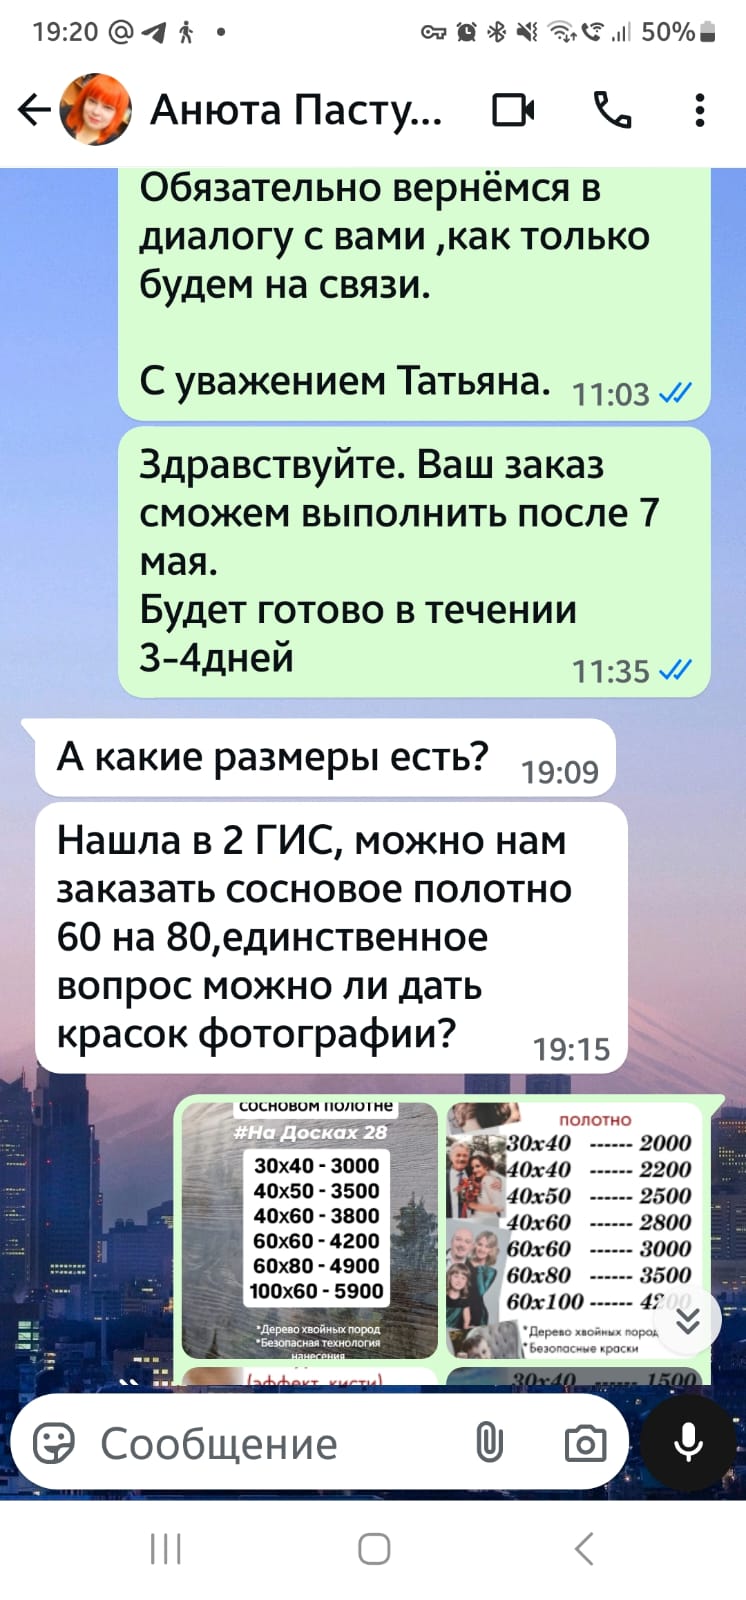 19:20
50%
Анюта Пасту...
Обязательно вернёмся в
диалогу с вами ,как только
будем на связи.
С уважением Татьяна.
11:03
Здравствуйте. Ваш заказ
сможем выполнить после 7
мая.
Будет готово в течении
3-4дней
11:35
А какие размеры есть?
19:09
Нашла в 2 ГИС, можно нам
заказать сосновое полотно
60 на 80,единственное
вопрос можно ли дать
красок фотографии?
19:15
СОСНОВОМ ПОЛОТНЕ
#На Досках 28
30х40 - 3000
40х50 - 3500
40х60 - 3800
60х60 - 4200
60х80 - 4900
100х60 - 5900
*Дерево хвойных пород
*Безопасная технология
нанесения
ПОЛОТНО
30х40 ------ 2000
40х40 ------ 2200
40х50 ------ 2500
40х60 ------ 2800
60х60 ------ 3000
60х80 ------ 3500
60х100 ------
*Дерево хвойных пород
*Безопасные краски
(эффект кисти)
30х40 ------ 1500
Сообщение